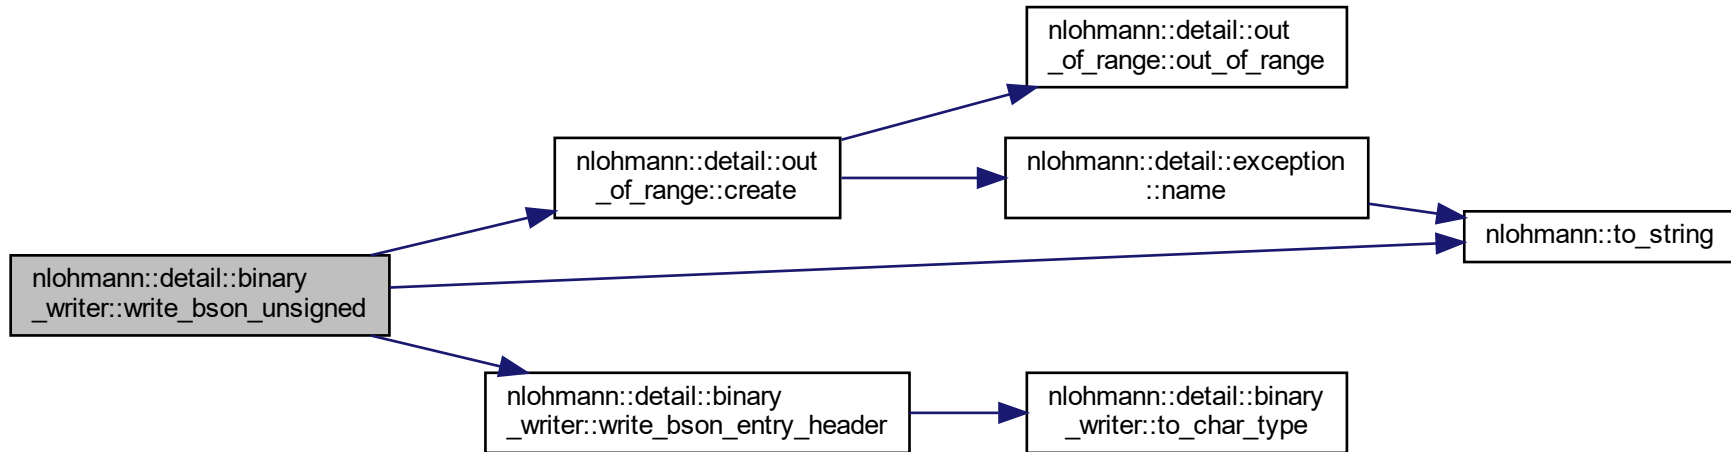 nlohmann::detail::out
_of_range::out_of_range
nlohmann::detail::out
_of_range::create
nlohmann::detail::exception
::name
nlohmann::to_string
nlohmann::detail::binary
_writer::write_bson_unsigned
nlohmann::detail::binary
_writer::write_bson_entry_header
nlohmann::detail::binary
_writer::to_char_type